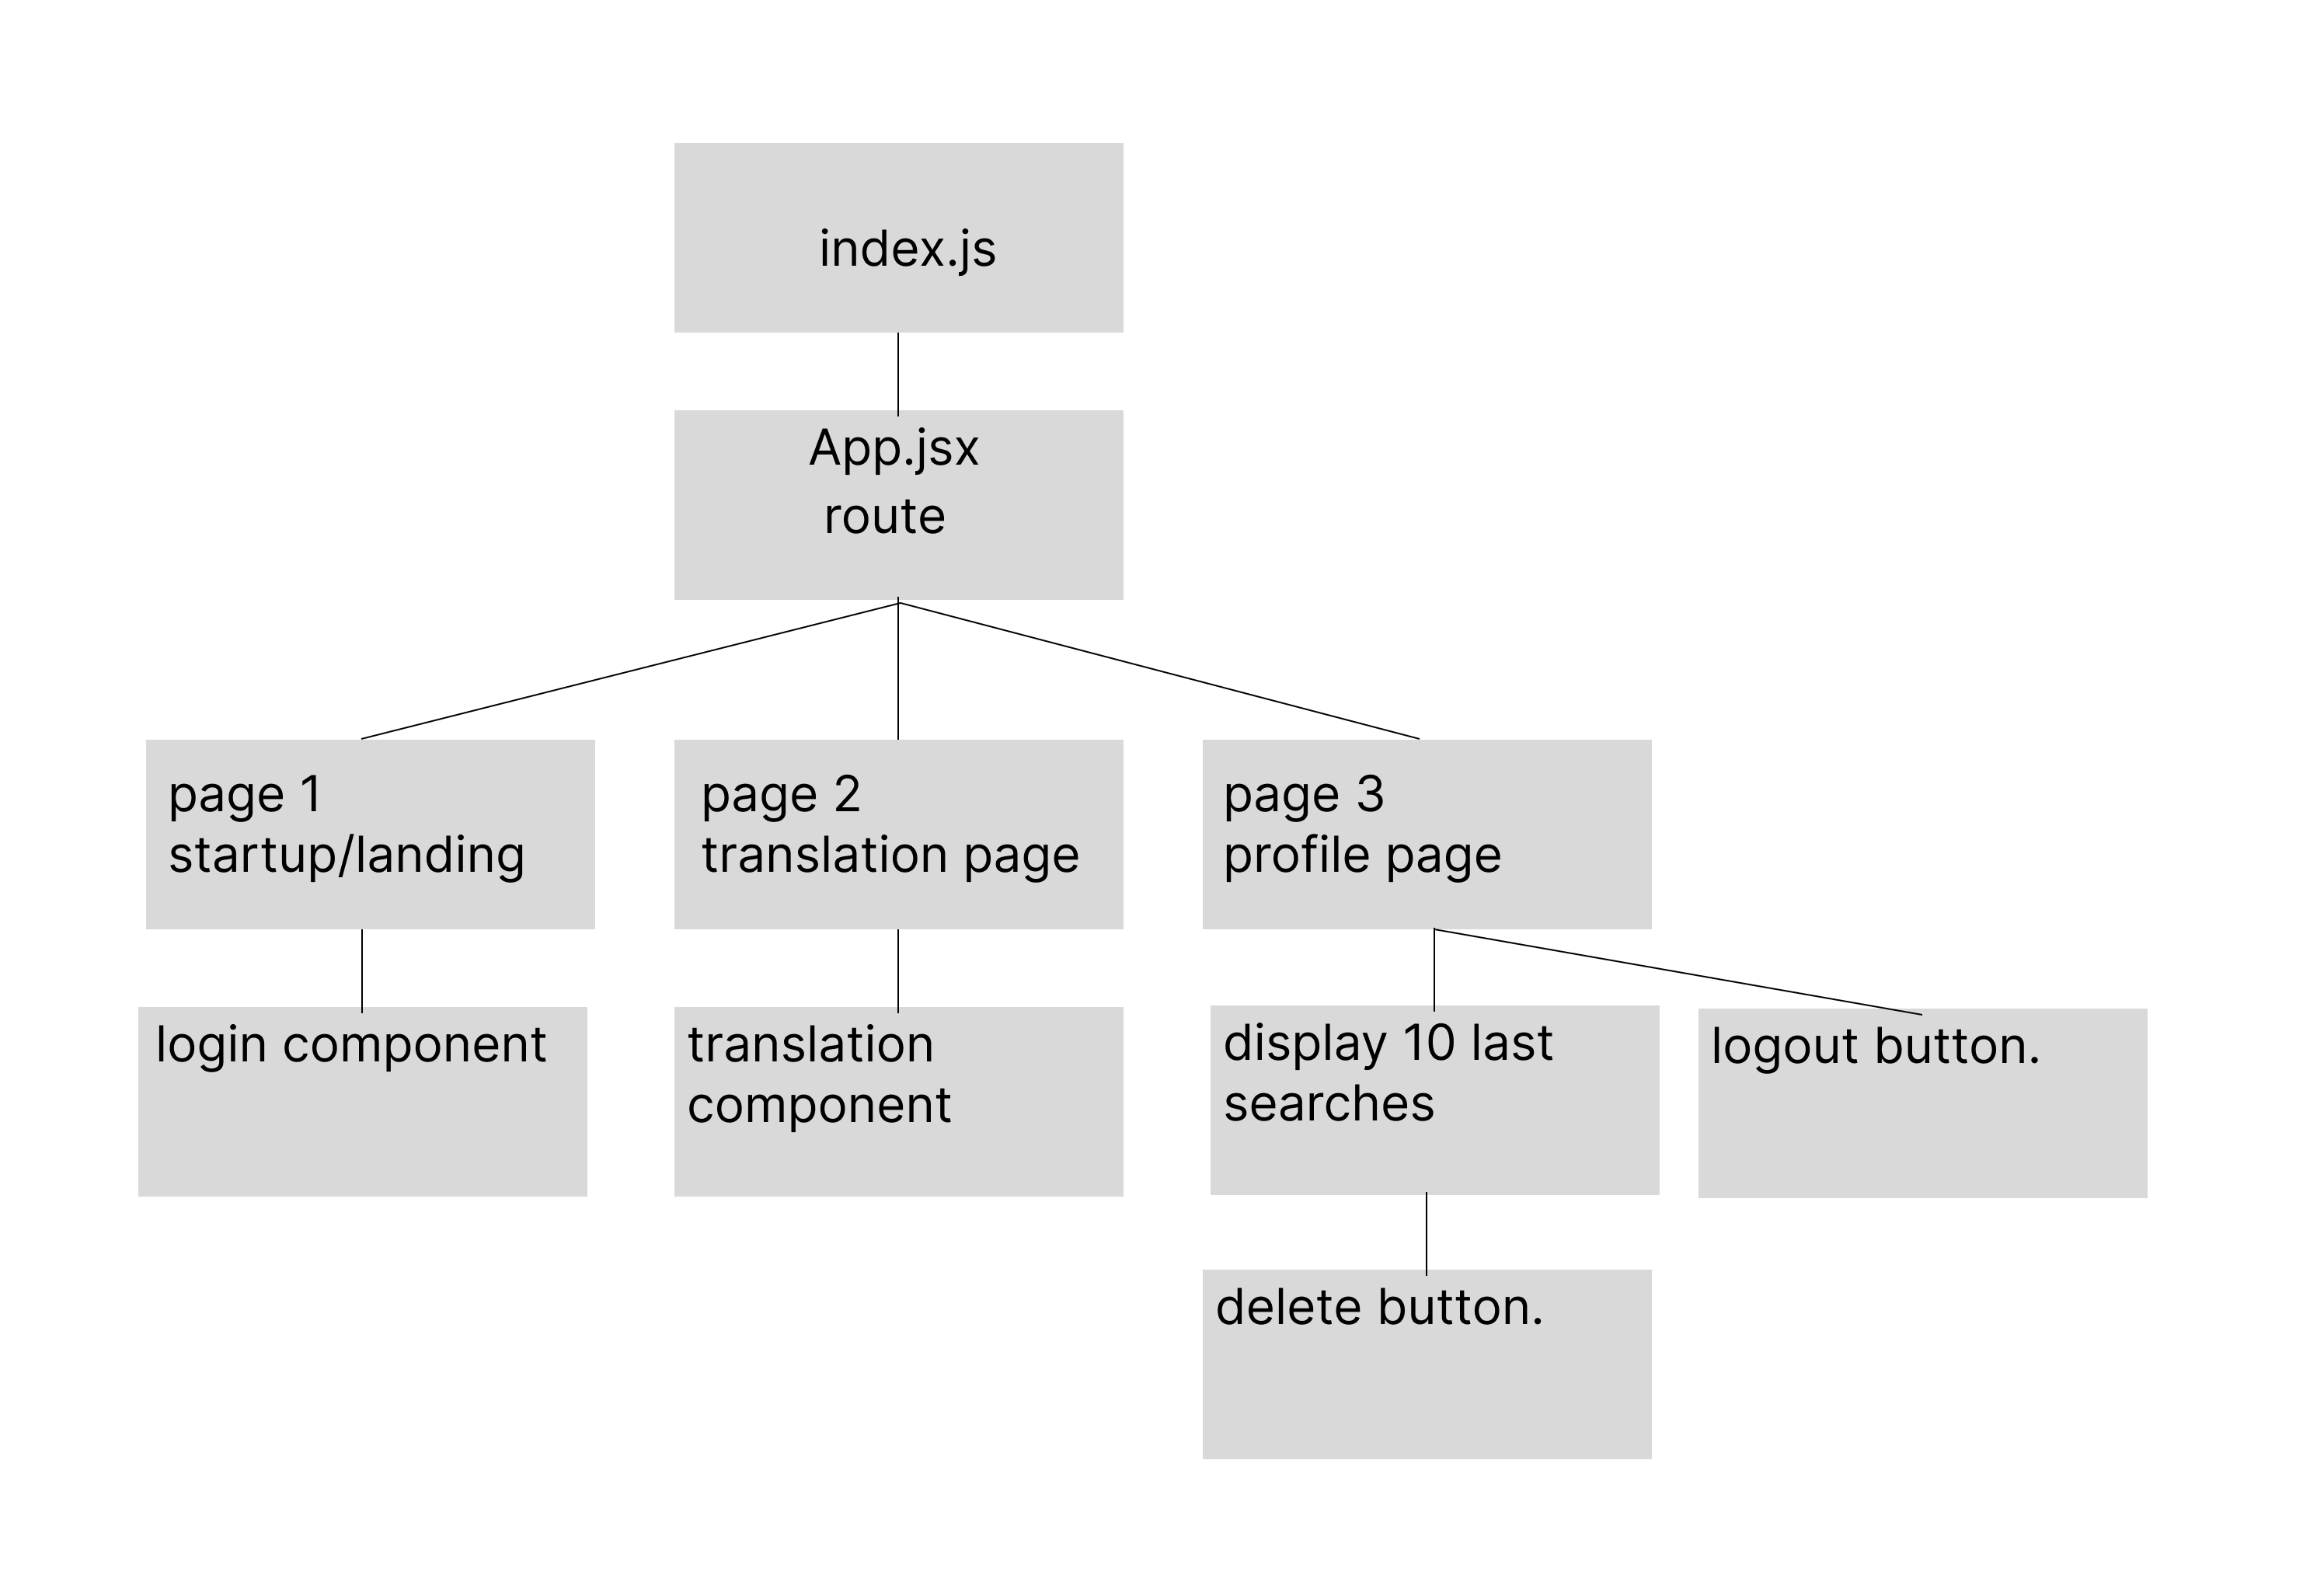 index.js
App.jsx
route
page 1
startup/landing
page 2
translation page
page 3
profile page
login component
translation
component
display 10 last
searches
logout button.
delete button.